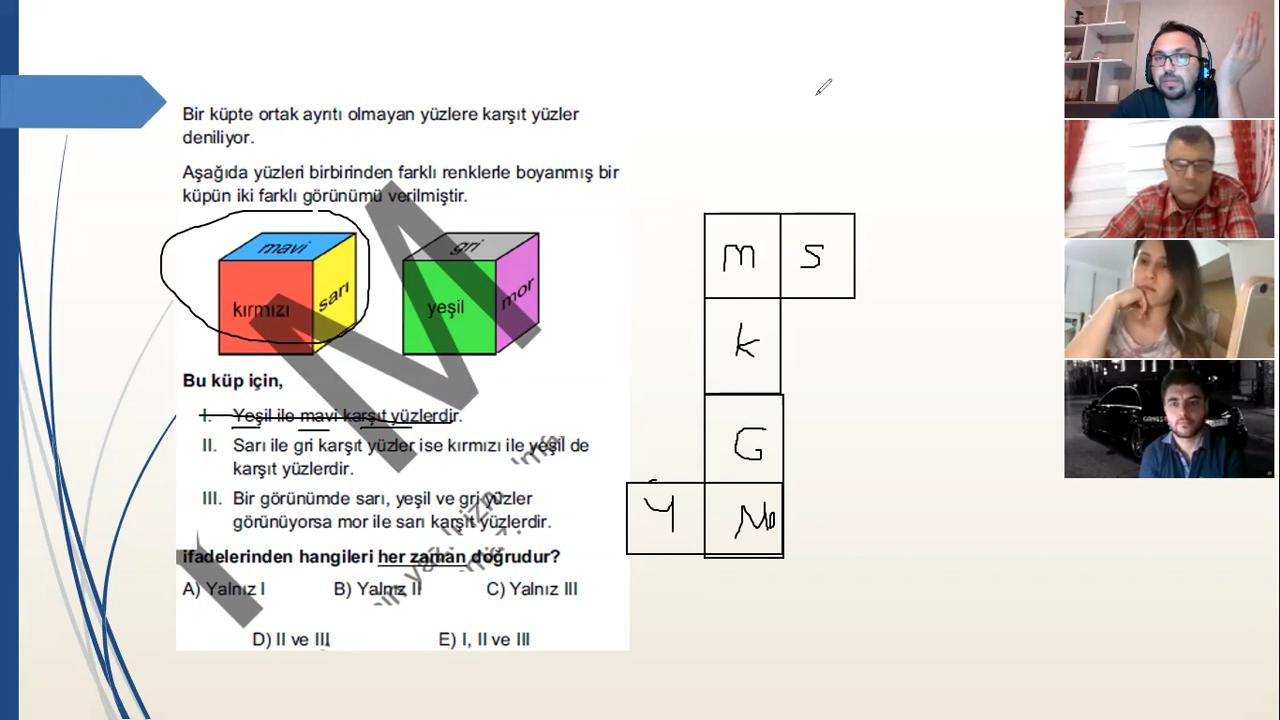 Bir küpte ortak ayrıtı olmayan yüzlere karşıt yüzler
deniliyor.
Aşağıda yüzleri birbirinden farklı renklerle boyanmış bir
küpün iki farklı görünümü verilmiştir.
mavi
kırmızı
sarı
gri
yeşil
mor
Bu küp için,
I. Yeşil ile mavi karşıt yüzlerdir.
II. Sarı ile gri karşıt yüzler ise kırmızı ile yeşil de
karşıt yüzlerdir.
III. Bir görünümde sarı, yeşil ve gri yüzler
görünüyorsa mor ile sarı karşıt yüzlerdir.
ifadelerinden hangileri her zaman doğrudur?
A) Yalnız I B) Yalnız II C) Yalnız III
D) II ve III E) I, II ve III
m S
k
G
Y Mo